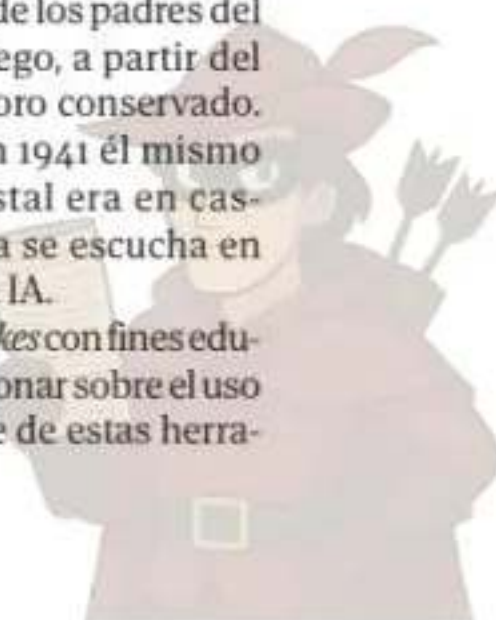 de los padres del
ego, a partir del
oro conservado.
n 1941 él mismo
stal era en cas-
a se escucha en
IA.
kes con fines edu-
onar sobre el uso
e de estas herra-